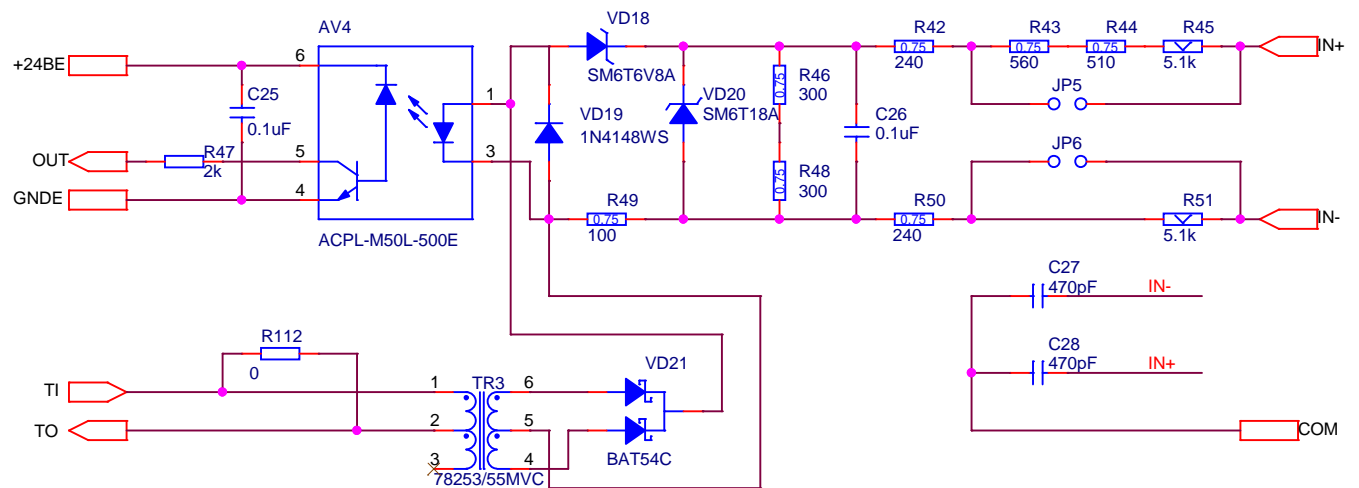 AV4
VD18
R42
R43
R44
R45
+24BE
6
SM6T6V8A
0.75
240
0.75
560
0.75
510
5.1k
IN+
C25
0.1uF
1
VD19
1N4148WS
VD20
SM6T18A
0.75
R46
300
C26
0.1uF
JP5
OUT
R47
2k
5
3
JP6
GNDE
4
R49
0.75
100
0.75
R48
300
R50
0.75
240
R51
5.1k
IN-
ACPL-M50L-500E
C27
470pF
IN-
R112
0
C28
470pF
IN+
TI
1
TR3
6
VD21
TO
2
5
COM
3
4
BAT54C
78253/55MVC